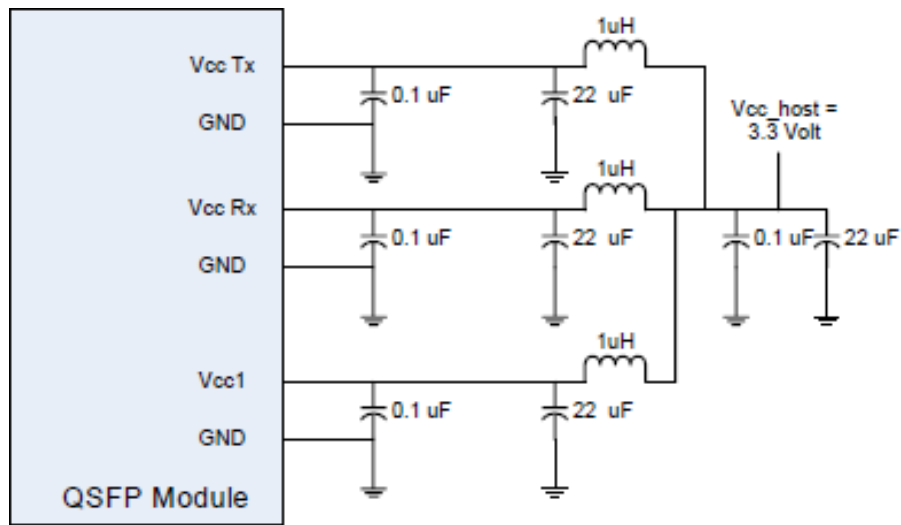 1uH
Vcc Tx
0.1 uF
22 uF
GND
Vcc_host =
3.3 Volt
1uH
Vcc Rx
0.1 uF
22 uF
0.1 uF
22 uF
GND
1uH
Vcc1
0.1 uF
22 uF
GND
QSFP Module